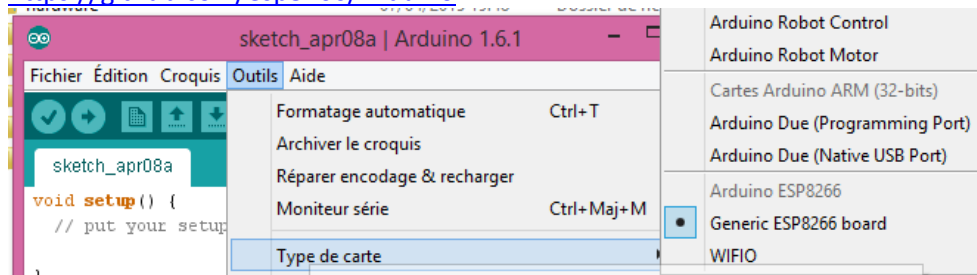 sketch_apr08a | Arduino 1.6.1
Fichier Édition Croquis Outils Aide
sketch_apr08a
void setup() {
// put your setup
}
Formatage automatique Ctrl+T
Archiver le croquis
Réparer encodage & recharger
Moniteur série Ctrl+Maj+M
Type de carte
Arduino Robot Control
Arduino Robot Motor
Cartes Arduino ARM (32-bits)
Arduino Due (Programming Port)
Arduino Due (Native USB Port)
Arduino ESP8266
Generic ESP8266 board
WIFIO